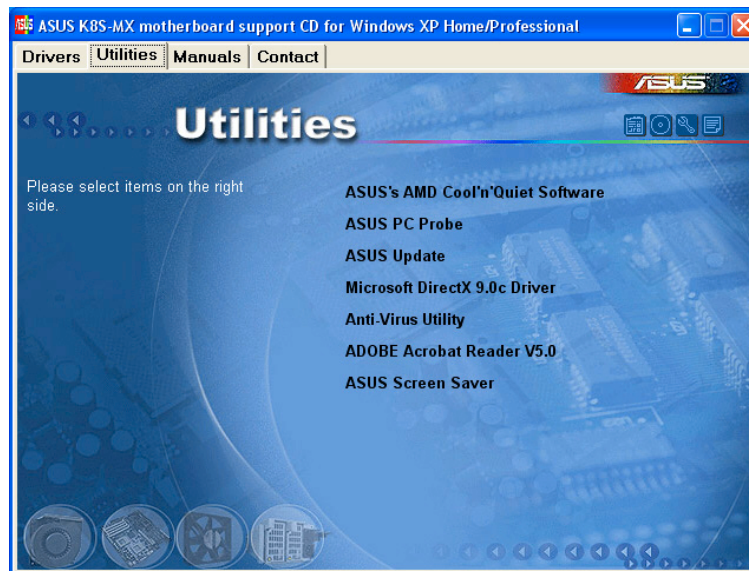 ASUS K8S-MX motherboard support CD for Windows XP Home/Professional
Drivers Utilities Manuals Contact
ASUS
Utilities
Please select items on the right
side.
ASUS's AMD Cool'n'Quiet Software
ASUS PC Probe
ASUS Update
Microsoft DirectX 9.0c Driver
Anti-Virus Utility
ADOBE Acrobat Reader V5.0
ASUS Screen Saver